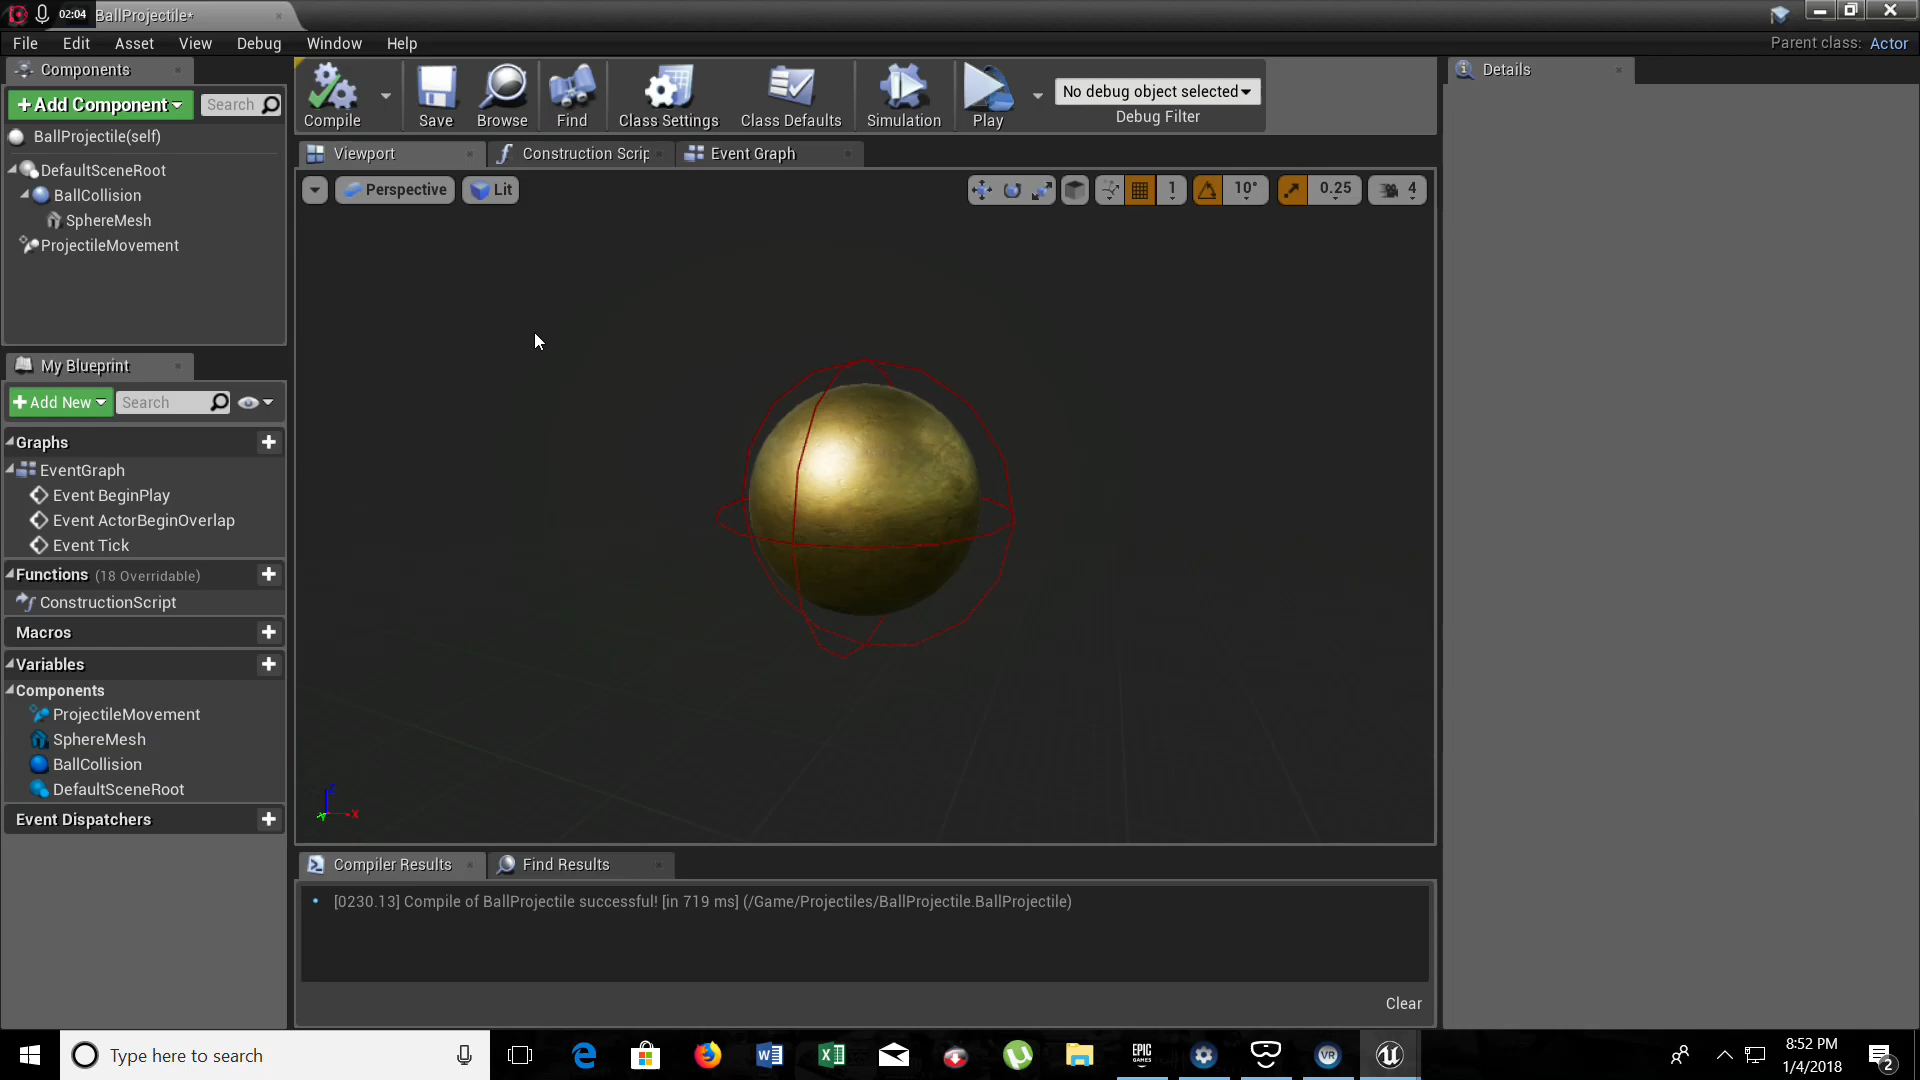 02:04
BallProjectile*
File Edit Asset View Debug Window Help
Parent class: Actor
Components
Add Component
Search
BallProjectile(self)
DefaultSceneRoot
BallCollision
SphereMesh
ProjectileMovement
My Blueprint
Add New
Search
Graphs
EventGraph
Event BeginPlay
Event ActorBeginOverlap
Event Tick
Functions (18 Overridable)
ConstructionScript
Macros
Variables
Components
ProjectileMovement
SphereMesh
BallCollision
DefaultSceneRoot
Event Dispatchers
Compile
Save
Browse
Find
Class Settings
Class Defaults
Simulation
Play
No debug object selected
Debug Filter
Viewport
Construction Scrip
Event Graph
Perspective
Lit
1
10°
0.25
4
Z
X
Y
Compiler Results
Find Results
[0230.13] Compile of BallProjectile successful! [in 719 ms] (/Game/Projectiles/BallProjectile.BallProjectile)
Clear
Details
Type here to search
EPIC
GAMES
VR
8:52 PM
1/4/2018
2